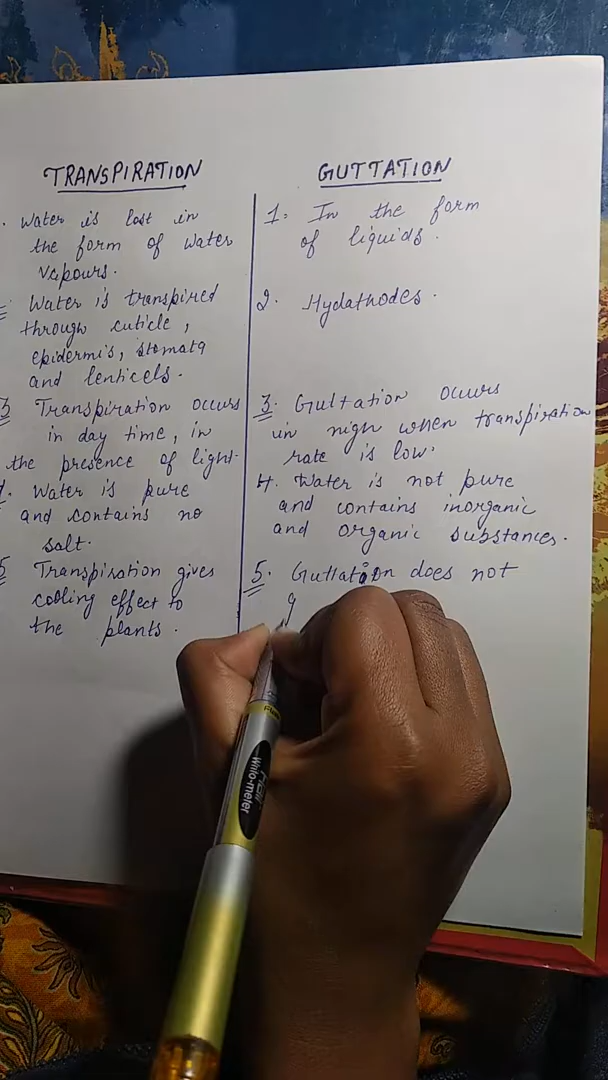 TRANSPIRATION
. Water is lost in
the form of water
vapours.
Water is transpired
through cuticle,
epidermis, stomata
and lenticels.
3 Transpiration occurs
in day time, in
the presence of light.
Water is pure
and contains no
salt.
5 Transpiration gives
cooling effect to
the plants.
GUTTATION
1. In the form
of liquids.
2. Hydathodes.
3. Guttation occurs
in nigh when transpiration
rate is low.
4. Water is not pure
and contains inorganic
and organic substances.
5. Guttation does not
g
Write-meter